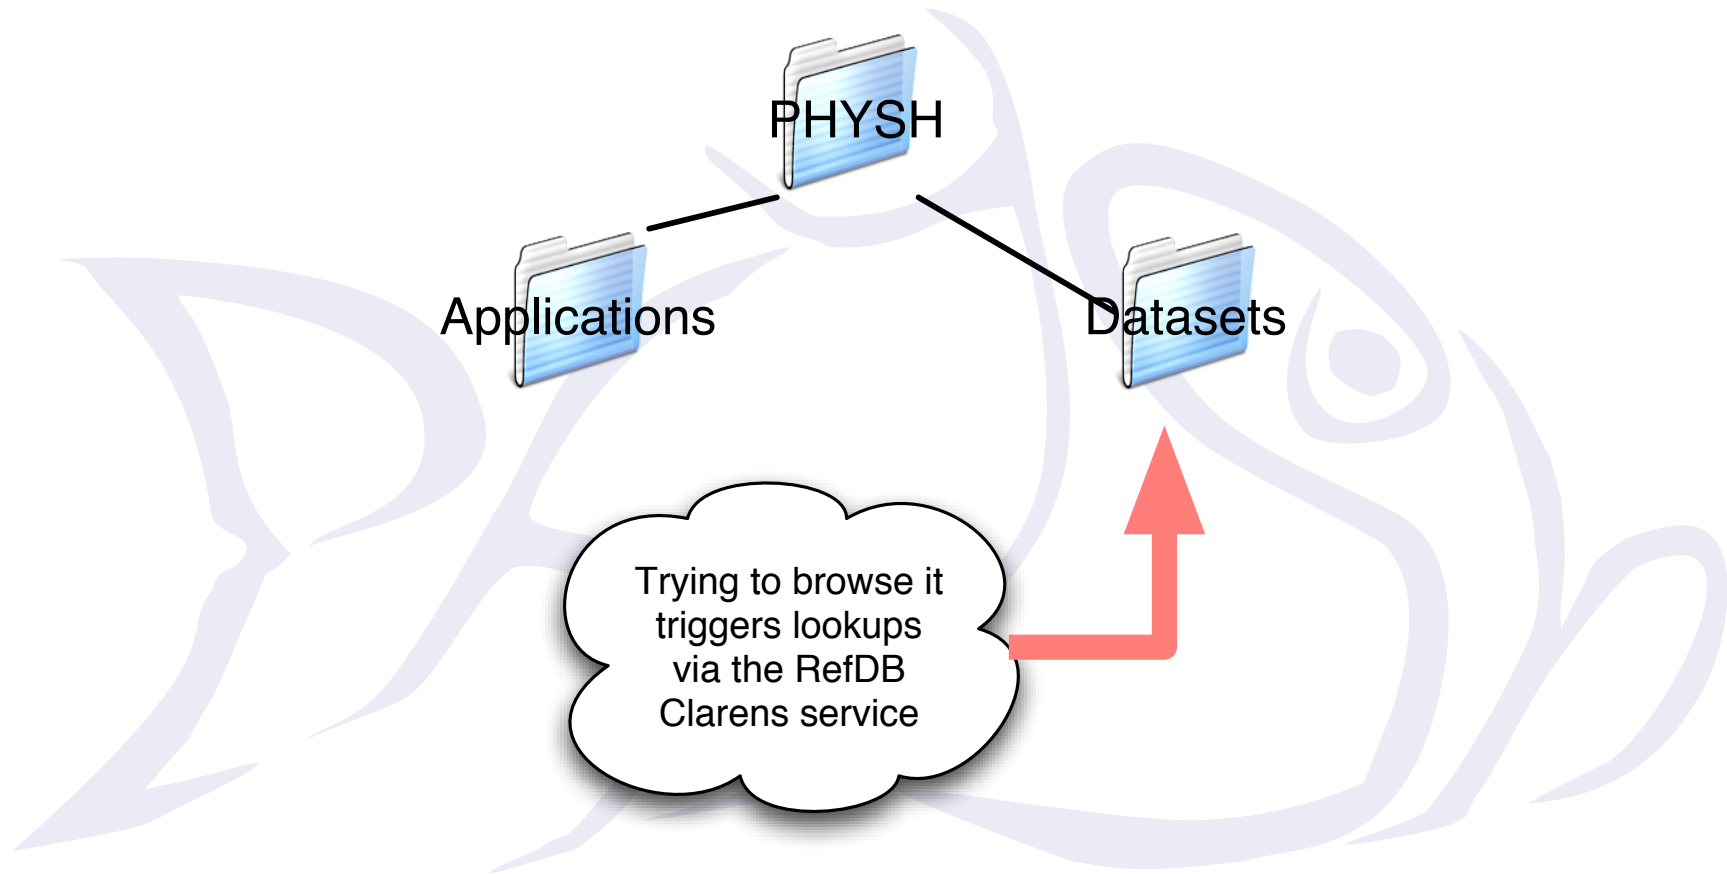 PHYSH
Applications
Datasets
Trying to browse it
triggers lookups
via the RefDB
Clarens service